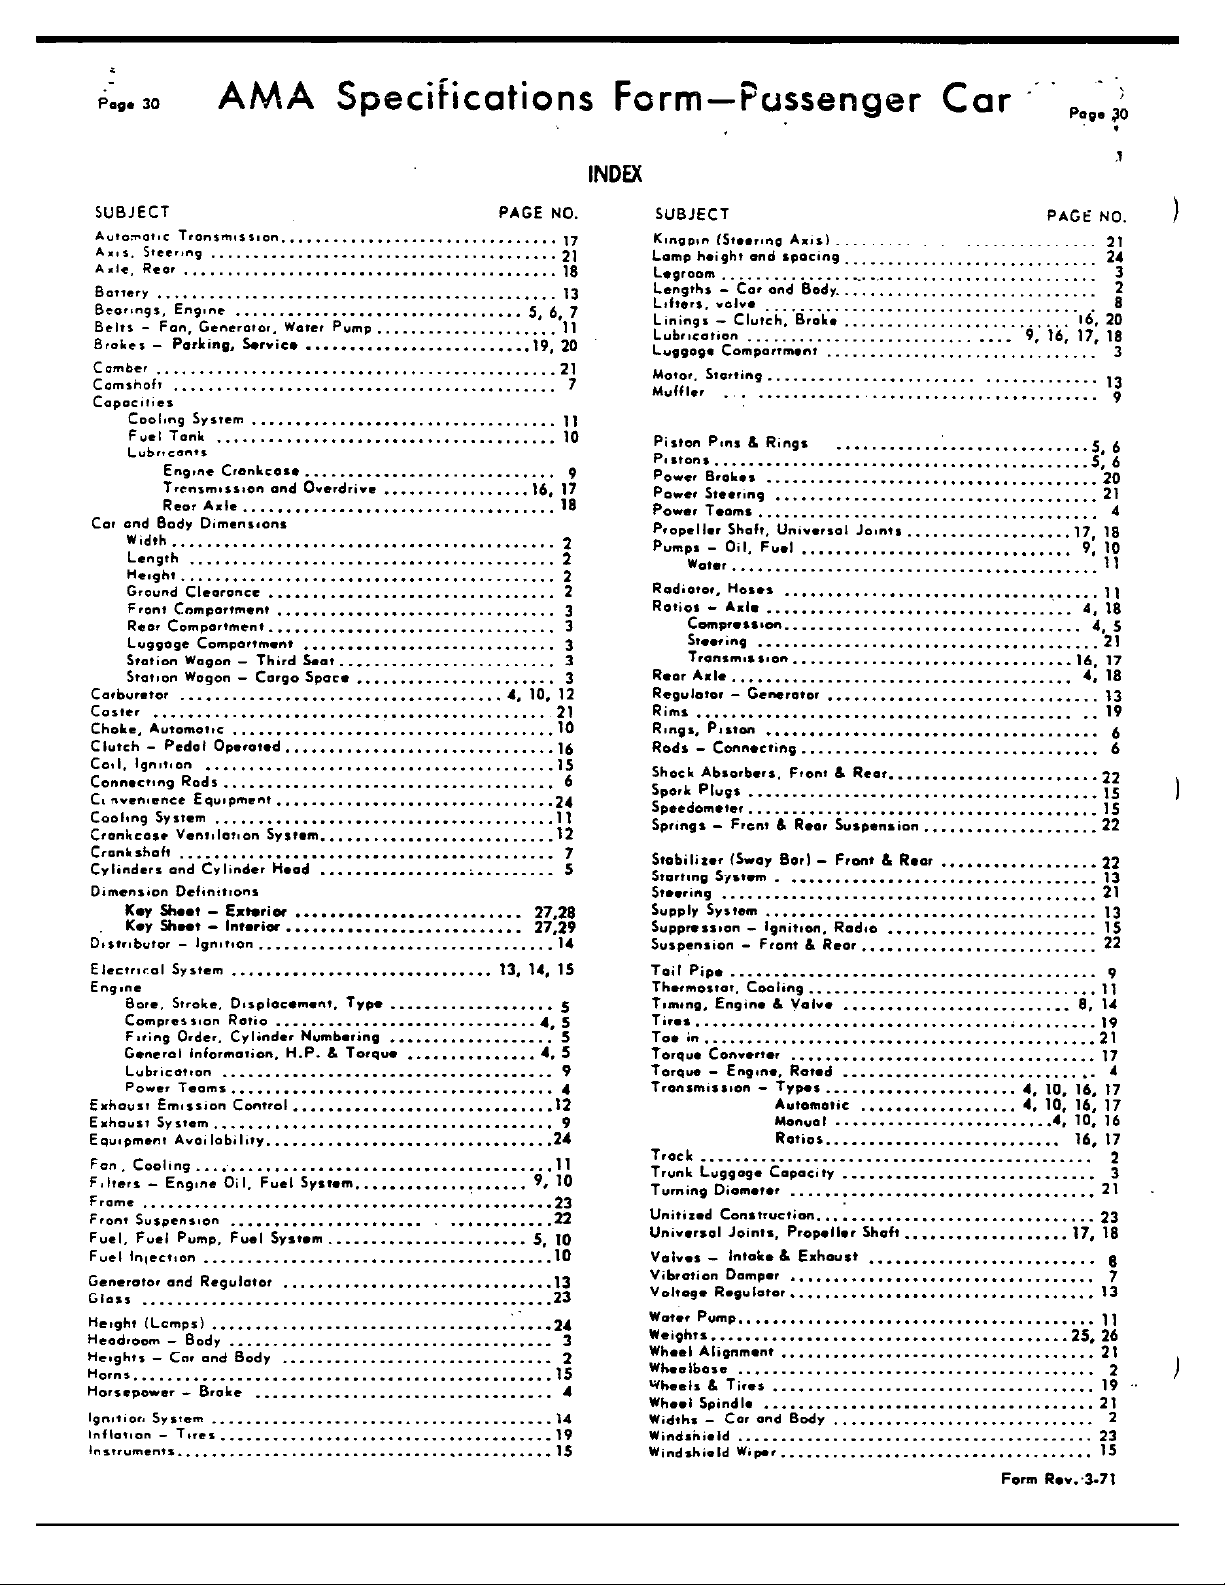 Page 30 AMA Specifications Form—Passenger Car Page 30
INDEX
SUBJECT PAGE NO.
Automatic Transmission 17
Axis, Steering 21
Axle, Rear 18
Battery 13
Bearings, Engine 5, 6, 7
Belts – Fan, Generator, Water Pump 11
Brakes – Parking, Service 19, 20
Camber 21
Camshaft 7
Capacities
Cooling System 11
Fuel Tank 10
Lubricants
Engine Crankcase 9
Transmission and Overdrive 16, 17
Rear Axle 18
Car and Body Dimensions
Width 2
Length 2
Height 2
Ground Clearance 2
Front Compartment 3
Rear Compartment 3
Luggage Compartment 3
Station Wagon – Third Seat 3
Station Wagon – Cargo Space 3
Carburetor 4, 10, 12
Caster 21
Choke, Automatic 10
Clutch – Pedal Operated 16
Coil, Ignition 15
Connecting Rods 6
Convenience Equipment 24
Cooling System 11
Crankcase Ventilation System 12
Crankshaft 7
Cylinders and Cylinder Head 5
Dimension Definitions
Key Sheet – Exterior 27,28
Key Sheet – Interior 27,29
Distributor – Ignition 14
Electrical System 13, 14, 15
Engine
Bore, Stroke, Displacement, Type 5
Compression Ratio 4, 5
Firing Order, Cylinder Numbering 5
General Information, H.P. & Torque 4, 5
Lubrication 9
Power Teams 4
Exhaust Emission Control 12
Exhaust System 9
Equipment Availability 24
Fan, Cooling 11
Filters – Engine Oil, Fuel System 9, 10
Frame 23
Front Suspension 22
Fuel, Fuel Pump, Fuel System 5, 10
Fuel Injection 10
Generator and Regulator 13
Glass 23
Height (Lamps) 24
Headroom – Body 3
Heights – Car and Body 2
Horns 15
Horsepower – Brake 4
Ignition System 14
Inflation – Tires 19
Instruments 15
SUBJECT PAGE NO.
Kingpin (Steering Axis) 21
Lamp height and spacing 24
Legroom 3
Lengths – Car and Body 2
Lifters, valve 8
Linings – Clutch, Brake 16, 20
Lubrication 9, 16, 17, 18
Luggage Compartment 3
Motor, Starting 13
Muffler 9
Piston Pins & Rings 5, 6
Pistons 5, 6
Power Brakes 20
Power Steering 21
Power Teams 4
Propeller Shaft, Universal Joints 17, 18
Pumps – Oil, Fuel 9, 10
Water 11
Radiator, Hoses 11
Ratios – Axle 4, 18
Compression 4, 5
Steering 21
Transmission 16, 17
Rear Axle 4, 18
Regulator – Generator 13
Rims 19
Rings, Piston 6
Rods – Connecting 6
Shock Absorbers, Front & Rear 22
Spark Plugs 15
Speedometer 15
Springs – Front & Rear Suspension 22
Stabilizer (Sway Bar) – Front & Rear 22
Starting System 13
Steering 21
Supply System 13
Suppression – Ignition, Radio 15
Suspension – Front & Rear 22
Tail Pipe 9
Thermostat, Cooling 11
Timing, Engine & Valve 8, 14
Tires 19
Toe in 21
Torque Converter 17
Torque – Engine, Rated 4
Transmission – Types 4, 10, 16, 17
Automatic 4, 10, 16, 17
Manual 4, 10, 16
Ratios 16, 17
Track 2
Trunk Luggage Capacity 3
Turning Diameter 21
Unitized Construction 23
Universal Joints, Propeller Shaft 17, 18
Valves – Intake & Exhaust 8
Vibration Damper 7
Voltage Regulator 13
Water Pump 11
Weights 25, 26
Wheel Alignment 21
Wheelbase 2
Wheels & Tires 19
Wheel Spindle 21
Widths – Car and Body 2
Windshield 23
Windshield Wiper 15
Form Rev. 3-71